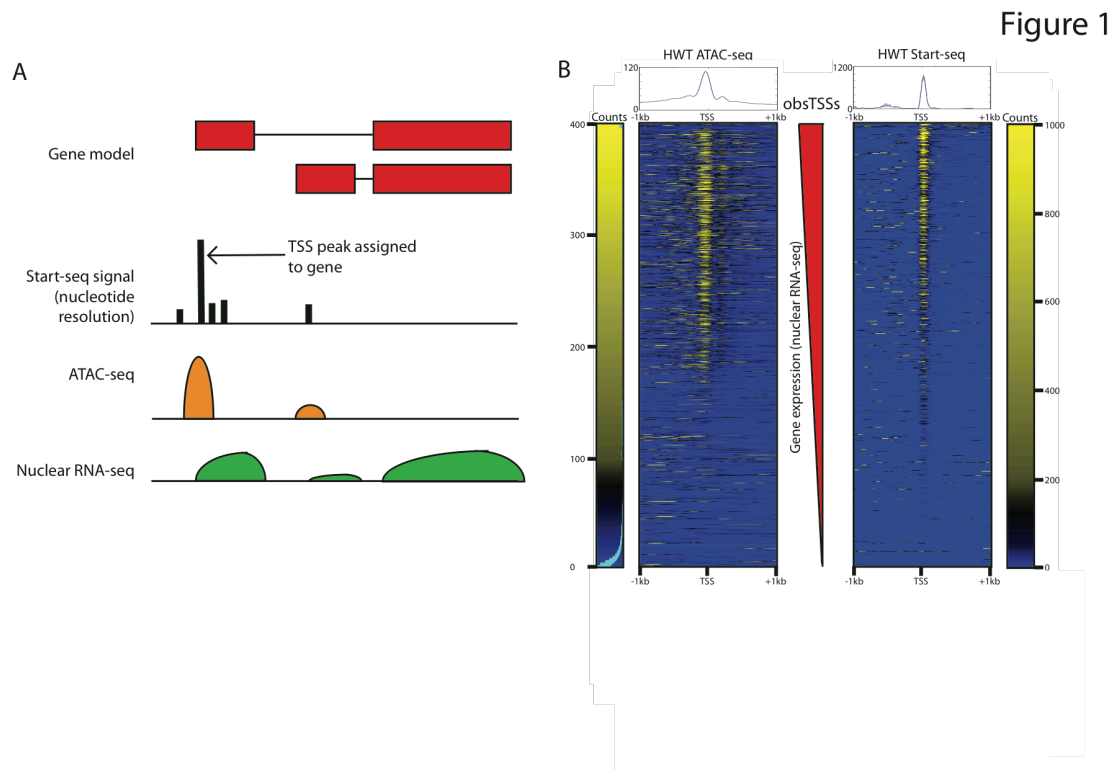 Figure 1
A
Gene model
Start-seq signal
(nucleotide
resolution)
TSS peak assigned
to gene
ATAC-seq
Nuclear RNA-seq
B
HWT ATAC-seq
120
0
-1kb
TSS
+1kb
obsTSSs
HWT Start-seq
1200
0
-1kb
TSS
+1kb
Counts
400
300
200
100
0
-1kb
TSS
+1kb
Gene expression (nuclear RNA-seq)
-1kb
TSS
+1kb
Counts
1000
800
600
400
200
0